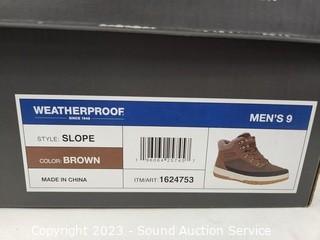 WEATHERPROOF
SINCE 1948
MEN'S 9
STYLE: SLOPE
COLOR: BROWN
MADE IN CHINA
ITM/ART: 1624753
Copyright 2023 - Sound Auction Service